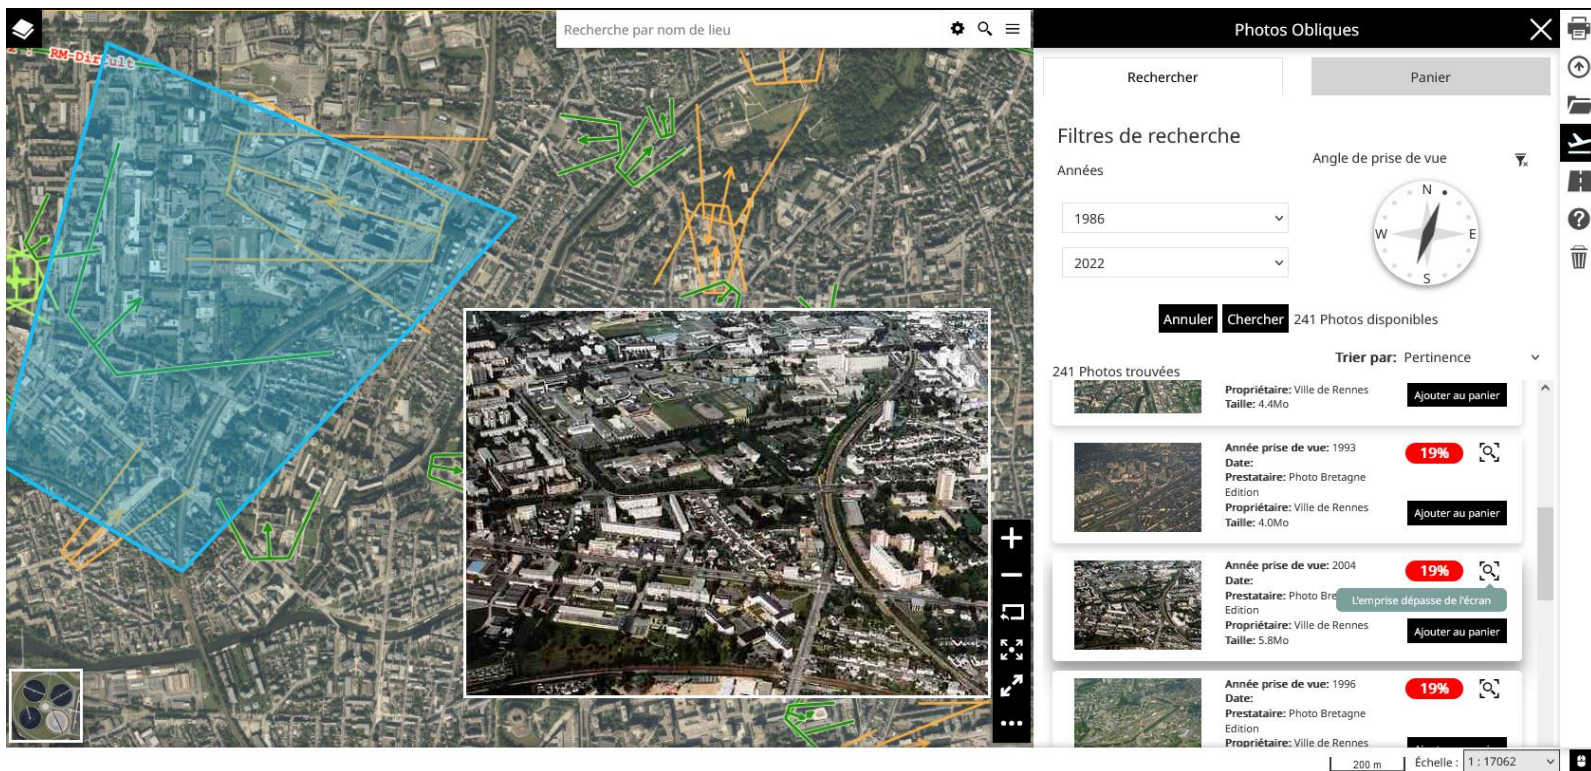 RM-Dir
ult
Recherche par nom de lieu
Photos Obliques
Rechercher
Panier
Filtres de recherche
Années
Angle de prise de vue
1986
2022
N
W
E
S
Annuler
Chercher
241 Photos disponibles
Trier par: Pertinence
241 Photos trouvées
Propriétaire: Ville de Rennes
Taille: 4.4Mo
Ajouter au panier
Année prise de vue: 1993
Date:
Prestataire: Photo Bretagne
Edition
Propriétaire: Ville de Rennes
Taille: 4.0Mo
19%
Ajouter au panier
Année prise de vue: 2004
Date:
Prestataire: Photo Bre
Edition
Propriétaire: Ville de Rennes
Taille: 5.8Mo
19%
L'emprise dépasse de l'écran
Ajouter au panier
Année prise de vue: 1996
Date:
Prestataire: Photo Bretagne
Edition
Propriétaire: Ville de Rennes
19%
200 m
Échelle :
1 : 17062